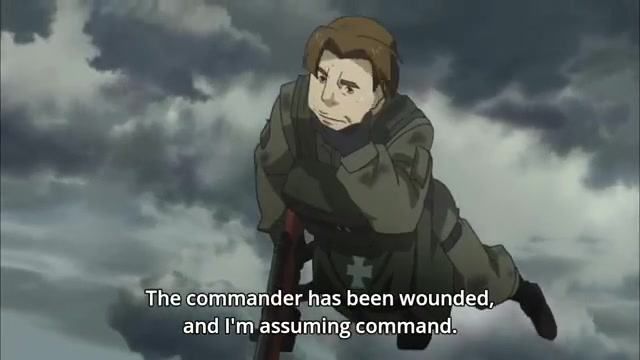 The commander has been wounded,
and I'm assuming command.